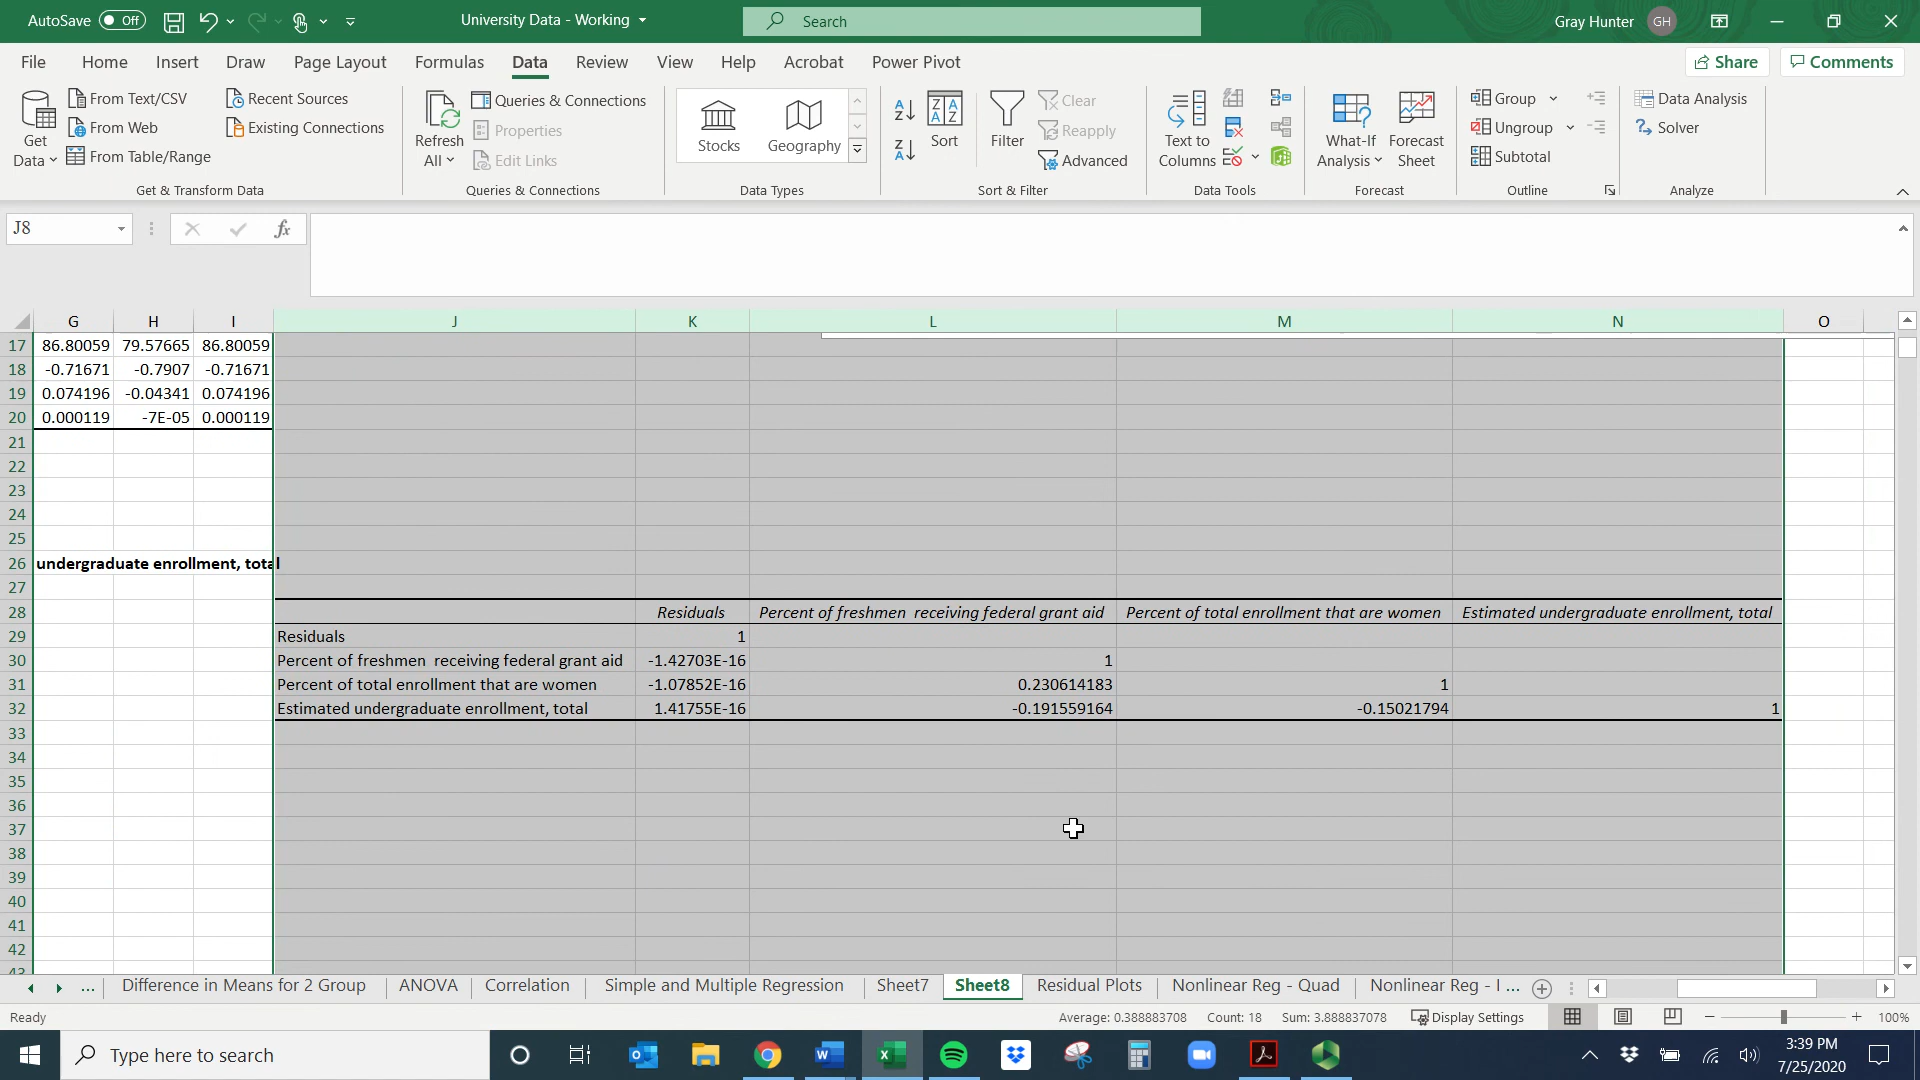 AutoSave Off University Data - Working Search Gray Hunter GH
File Home Insert Draw Page Layout Formulas Data Review View Help Acrobat Power Pivot Share Comments
Get Data
From Text/CSV
From Web
From Table/Range
Recent Sources
Existing Connections
Get & Transform Data
Refresh All
Queries & Connections
Properties
Edit Links
Queries & Connections
Stocks Geography
Data Types
Sort
Filter
Clear
Reapply
Advanced
Sort & Filter
Text to Columns
Data Tools
What-If Analysis
Forecast Sheet
Forecast
Group
Ungroup
Subtotal
Outline
Data Analysis
Solver
Analyze
J8 fx
G H I J K L M N O
17 86.80059 79.57665 86.80059
18 -0.71671 -0.7907 -0.71671
19 0.074196 -0.04341 0.074196
20 0.000119 -7E-05 0.000119
21
22
23
24
25
26 undergraduate enrollment, total
27
28 Residuals Percent of freshmen receiving federal grant aid Percent of total enrollment that are women Estimated undergraduate enrollment, total
29 Residuals 1
30 Percent of freshmen receiving federal grant aid -1.42703E-16 1
31 Percent of total enrollment that are women -1.07852E-16 0.230614183 1
32 Estimated undergraduate enrollment, total 1.41755E-16 -0.191559164 -0.15021794 1
33
34
35
36
37
38
39
40
41
42
43
... Difference in Means for 2 Group ANOVA Correlation Simple and Multiple Regression Sheet7 Sheet8 Residual Plots Nonlinear Reg - Quad Nonlinear Reg - I ...
Ready Average: 0.388883708 Count: 18 Sum: 3.888837078 Display Settings 100%
Type here to search
3:39 PM
7/25/2020